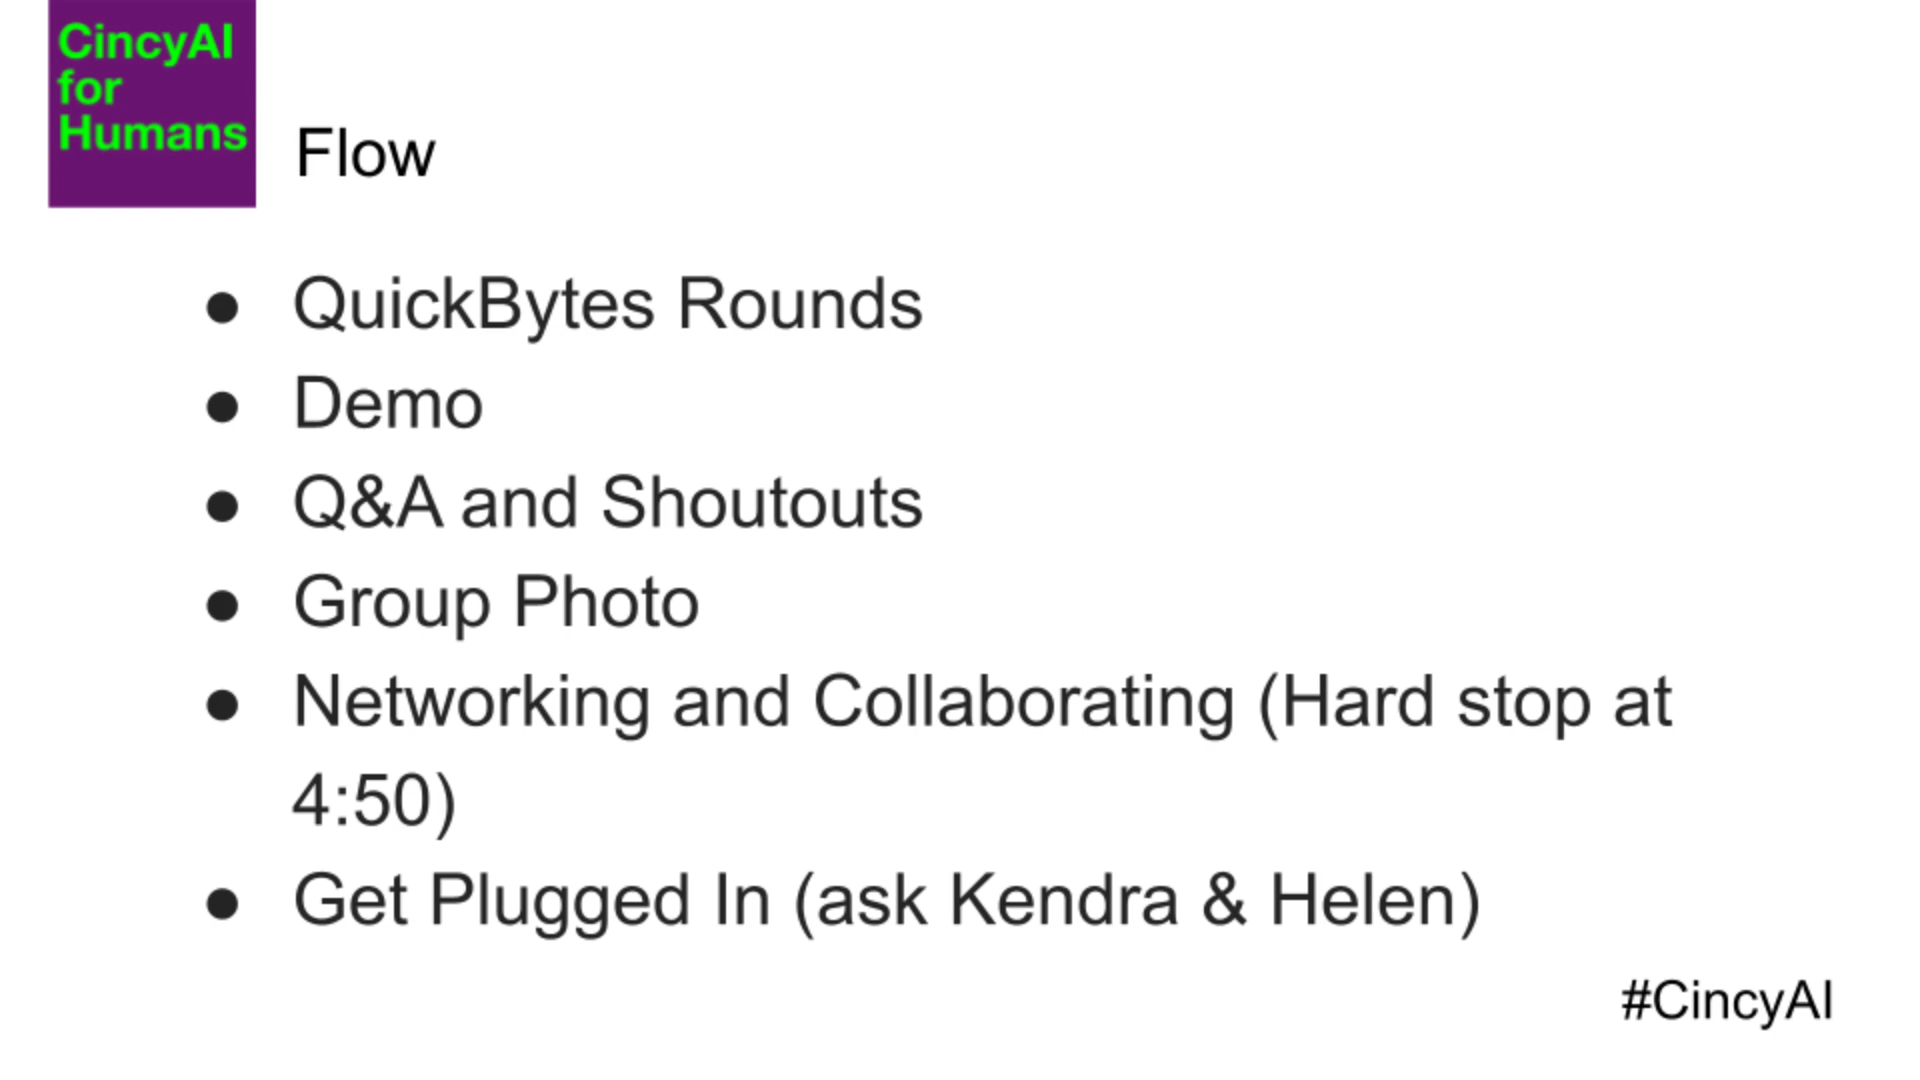 CincyAI
for
Humans
Flow
● QuickBytes Rounds
● Demo
● Q&A and Shoutouts
● Group Photo
● Networking and Collaborating (Hard stop at
4:50)
● Get Plugged In (ask Kendra & Helen)
#CincyAI